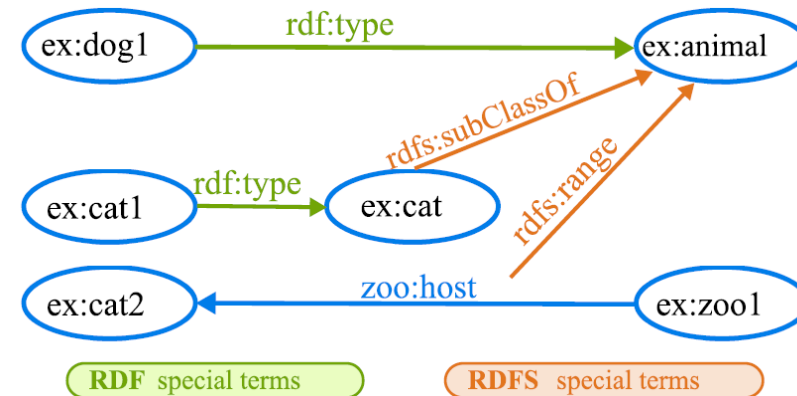 rdf:type
ex:dog1
ex:animal
rdfs:subClassOf
rdf:type
rdfs:range
ex:cat1
ex:cat
zoo:host
ex:cat2
ex:zoo1
RDF special terms
RDFS special terms